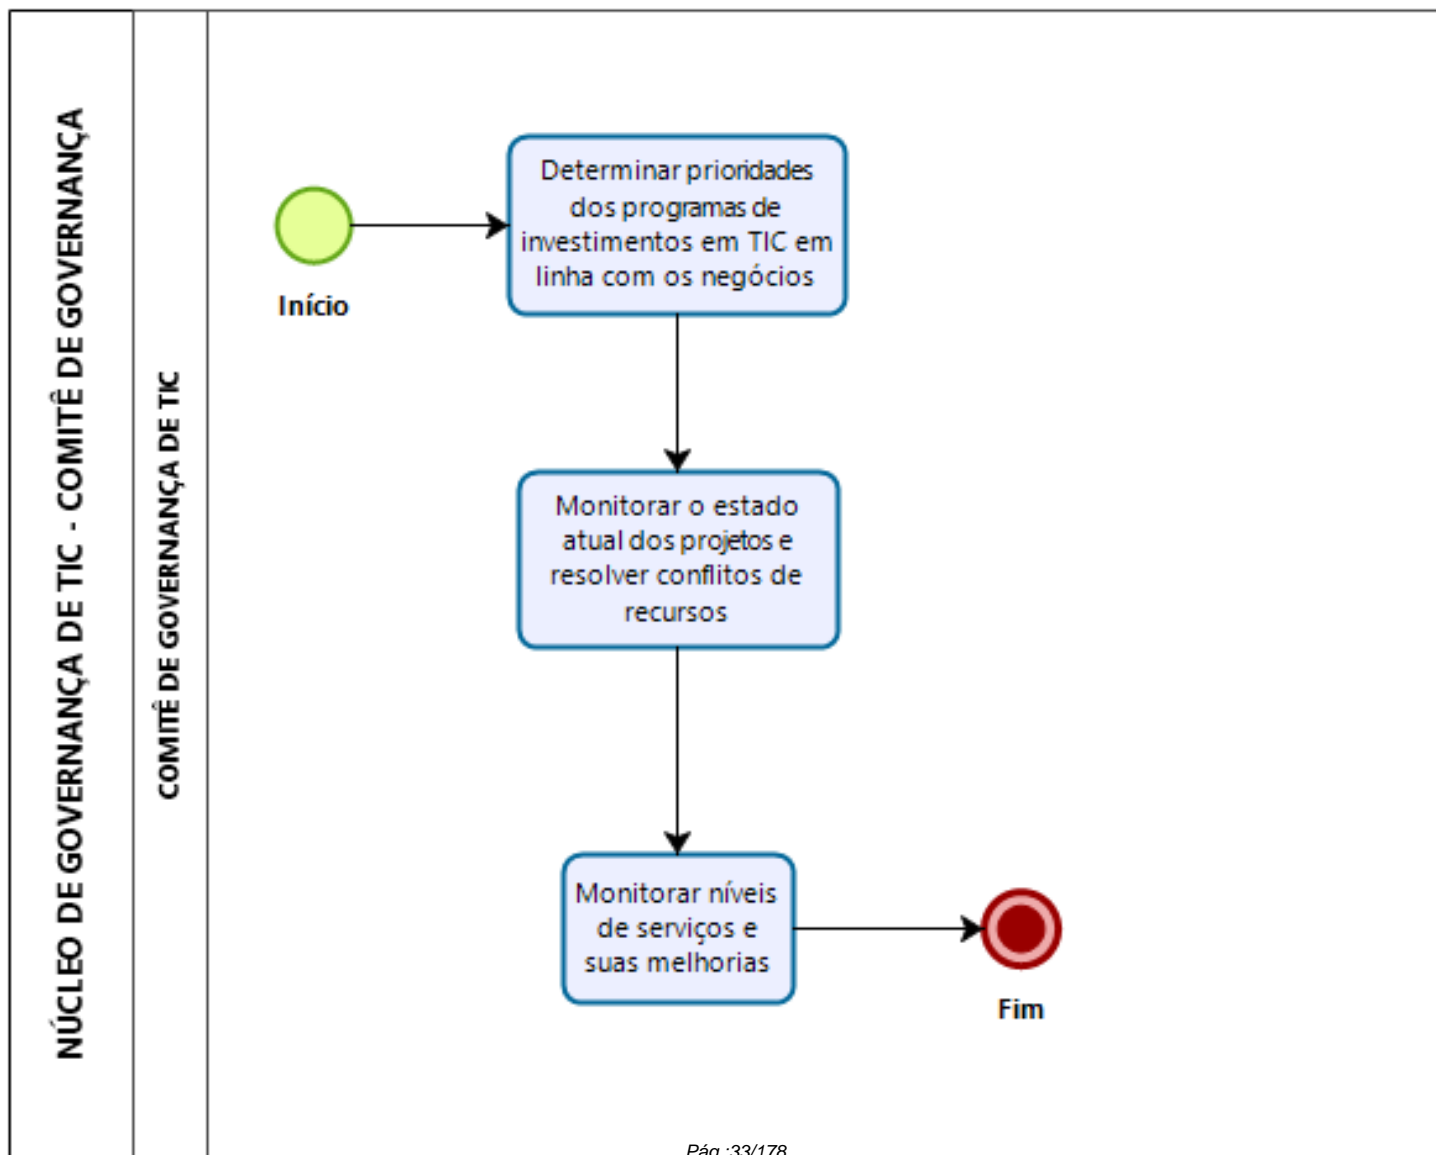 NÚCLEO DE GOVERNANÇA DE TIC - COMITÊ DE GOVERNANÇA
COMITÊ DE GOVERNANÇA DE TIC
Início
Determinar prioridades
dos programas de
investimentos em TIC em
linha com os negócios
Monitorar o estado
atual dos projetos e
resolver conflitos de
recursos
Monitorar níveis
de serviços e
suas melhorias
Fim
Pág.:33/178